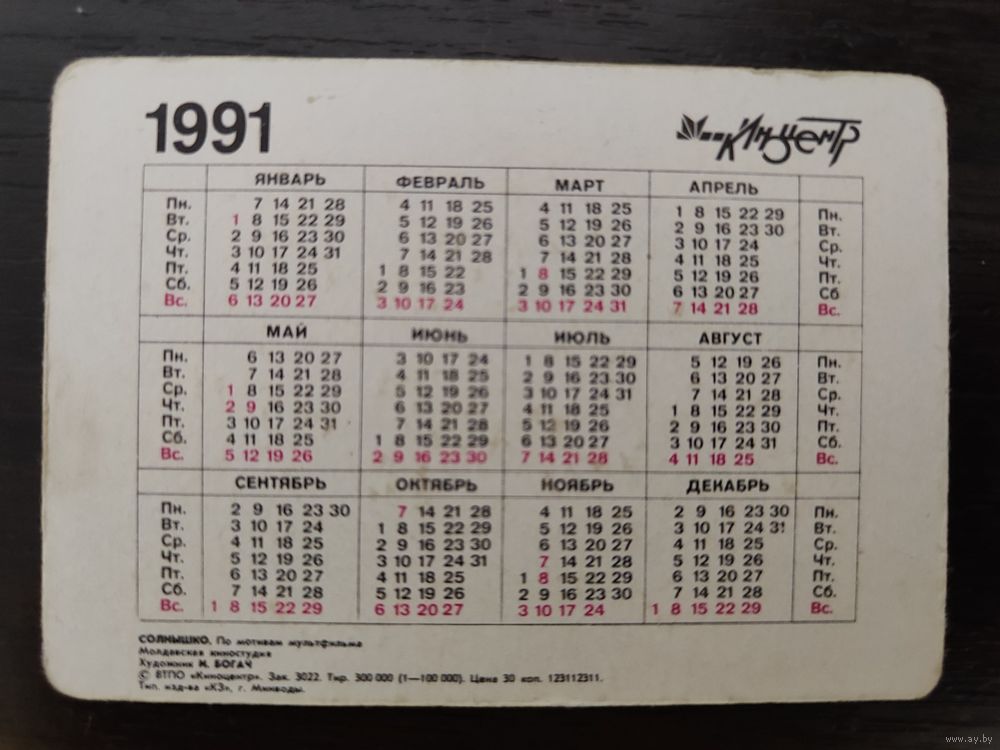 1991
Киноцентр
ЯНВАРЬ ФЕВРАЛЬ МАРТ АПРЕЛЬ
Пн. 7 14 21 28 4 11 18 25 4 11 18 25 1 8 15 22 29 Пн.
Вт. 1 8 15 22 29 5 12 19 26 5 12 19 26 2 9 16 23 30 Вт.
Ср. 2 9 16 23 30 6 13 20 27 6 13 20 27 3 10 17 24 Ср.
Чт. 3 10 17 24 31 7 14 21 28 7 14 21 28 4 11 18 25 Чт.
Пт. 4 11 18 25 1 8 15 22 1 8 15 22 29 5 12 19 26 Пт.
Сб. 5 12 19 26 2 9 16 23 2 9 16 23 30 6 13 20 27 Сб
Вс. 6 13 20 27 3 10 17 24 3 10 17 24 31 7 14 21 28 Вс.
МАЙ ИЮНЬ ИЮЛЬ АВГУСТ
Пн. 6 13 20 27 3 10 17 24 1 8 15 22 29 5 12 19 26 Пн.
Вт. 7 14 21 28 4 11 18 25 2 9 16 23 30 6 13 20 27 Вт.
Ср. 1 8 15 22 29 5 12 19 26 3 10 17 24 31 7 14 21 28 Ср.
Чт. 2 9 16 23 30 6 13 20 27 4 11 18 25 1 8 15 22 29 Чт.
Пт. 3 10 17 24 31 7 14 21 28 5 12 19 26 2 9 16 23 30 Пт.
Сб. 4 11 18 25 1 8 15 22 29 6 13 20 27 3 10 17 24 31 Сб.
Вс. 5 12 19 26 2 9 16 23 30 7 14 21 28 4 11 18 25 Вс.
СЕНТЯБРЬ ОКТЯБРЬ НОЯБРЬ ДЕКАБРЬ
Пн. 2 9 16 23 30 7 14 21 28 4 11 18 25 2 9 16 23 30 Пн.
Вт. 3 10 17 24 1 8 15 22 29 5 12 19 26 3 10 17 24 31 Вт.
Ср. 4 11 18 25 2 9 16 23 30 6 13 20 27 4 11 18 25 Ср.
Чт. 5 12 19 26 3 10 17 24 31 7 14 21 28 5 12 19 26 Чт.
Пт. 6 13 20 27 4 11 18 25 1 8 15 22 29 6 13 20 27 Пт.
Сб. 7 14 21 28 5 12 19 26 2 9 16 23 30 7 14 21 28 Сб.
Вс. 1 8 15 22 29 6 13 20 27 3 10 17 24 1 8 15 22 29 Вс.
СОЛНЫШКО. По мотивам мультфильма
Молдавская киностудия
Художник И. БОГАЧ
© ВТПО «Киноцентр». Зак. 3022. Тир. 300 000 (1—100 000). Цена 30 коп. 123112311.
Тип. изд-ва «КЗ», г. Минводы.
www.ay.by